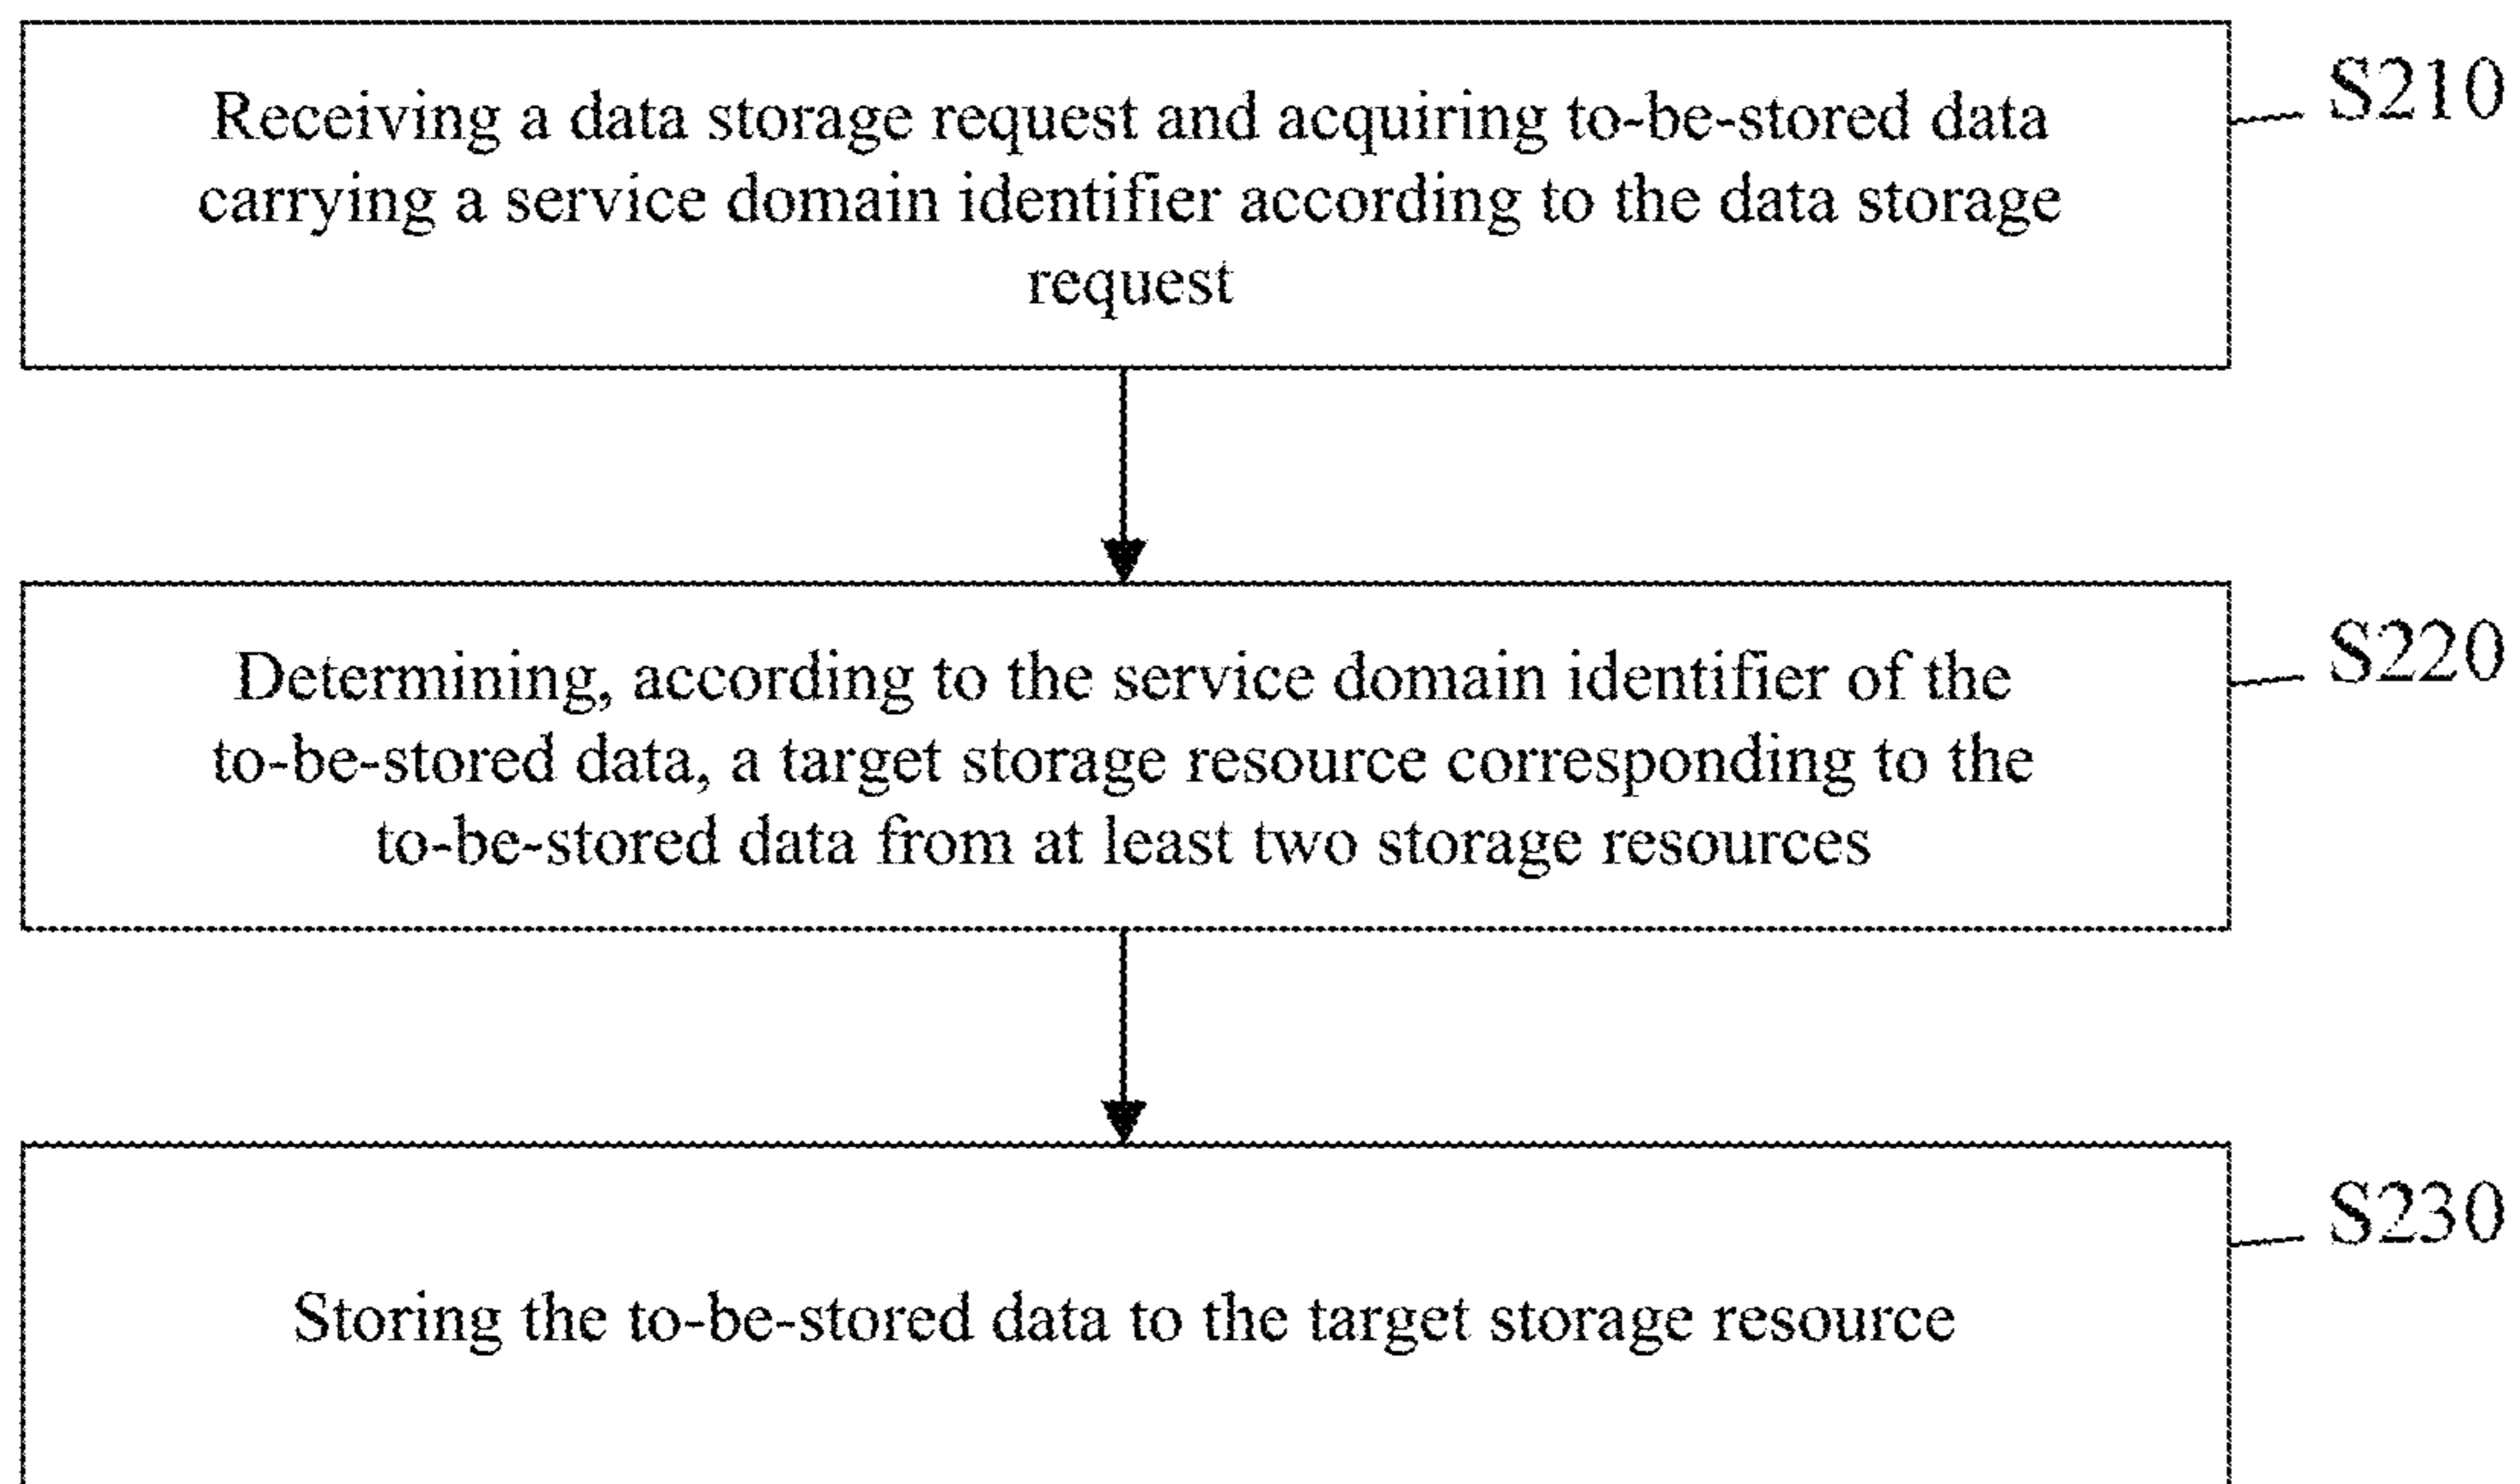 Receiving a data storage request and acquiring to-be-stored data
carrying a service domain identifier according to the data storage
request
S210
Determining, according to the service domain identifier of the
to-be-stored data, a target storage resource corresponding to the
to-be-stored data from at least two storage resources
S220
Storing the to-be-stored data to the target storage resource
S230